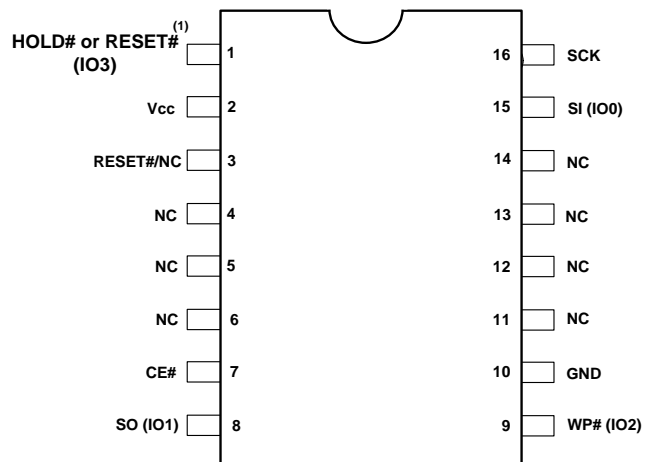 (1)
HOLD# or RESET#
(IO3)
1
16
SCK
Vcc
2
15
SI (IO0)
RESET#/NC
3
14
NC
NC
4
13
NC
NC
5
12
NC
NC
6
11
NC
CE#
7
10
GND
SO (IO1)
8
9
WP# (IO2)